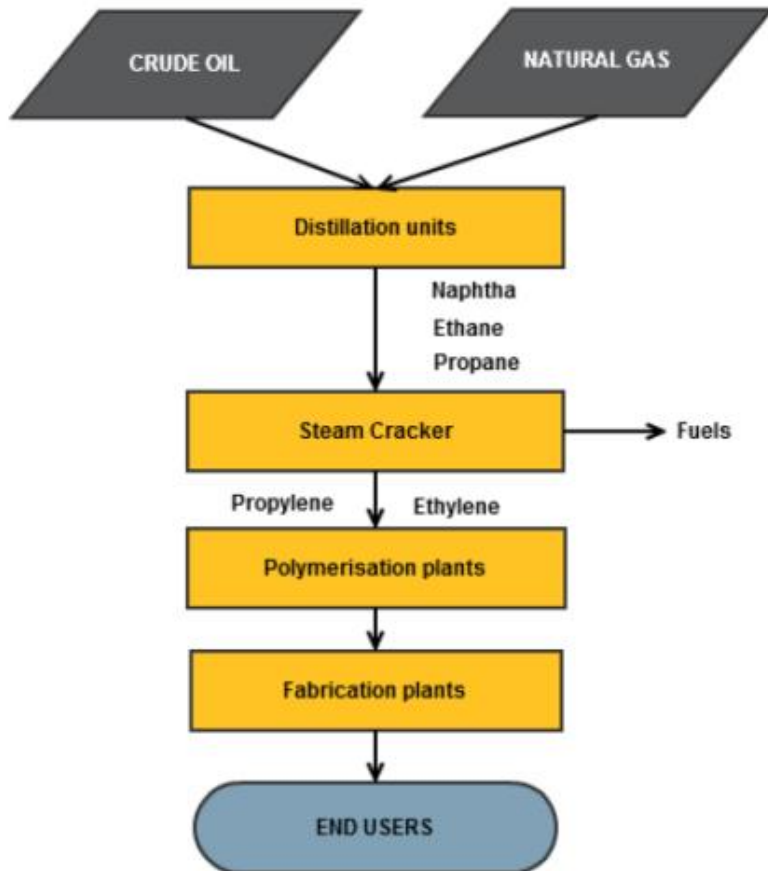 CRUDE OIL
NATURAL GAS
Distillation units
Naphtha
Ethane
Propane
Steam Cracker
Fuels
Propylene
Ethylene
Polymerisation plants
Fabrication plants
END USERS